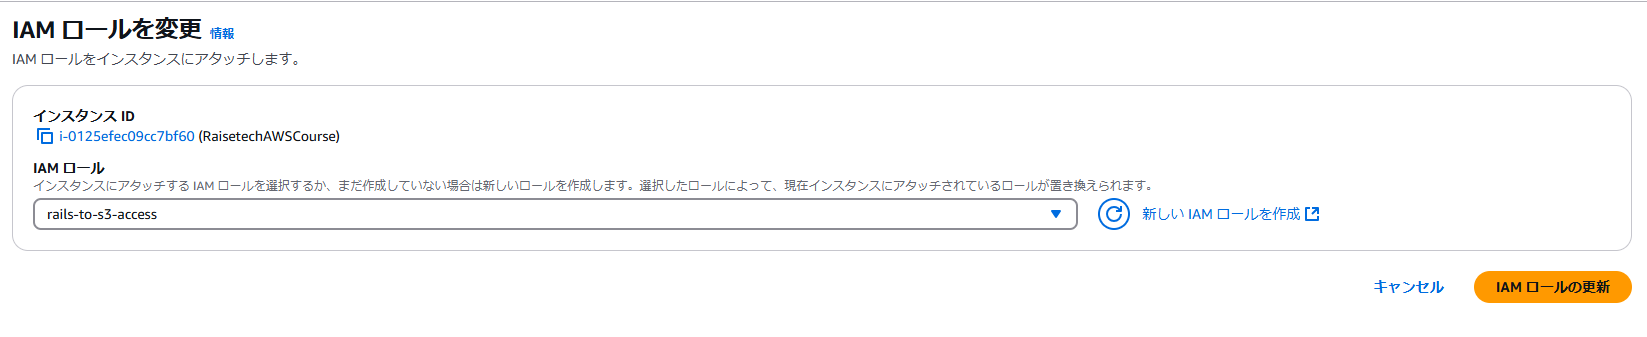 IAM ロールを変更 情報
IAM ロールをインスタンスにアタッチします。
インスタンス ID
i-0125efec09cc7bf60 (RaisetechAWSCourse)
IAM ロール
インスタンスにアタッチする IAM ロールを選択するか、まだ作成していない場合は新しいロールを作成します。選択したロールによって、現在インスタンスにアタッチされているロールが置き換えられます。
rails-to-s3-access
新しい IAM ロールを作成
キャンセル
IAM ロールの更新